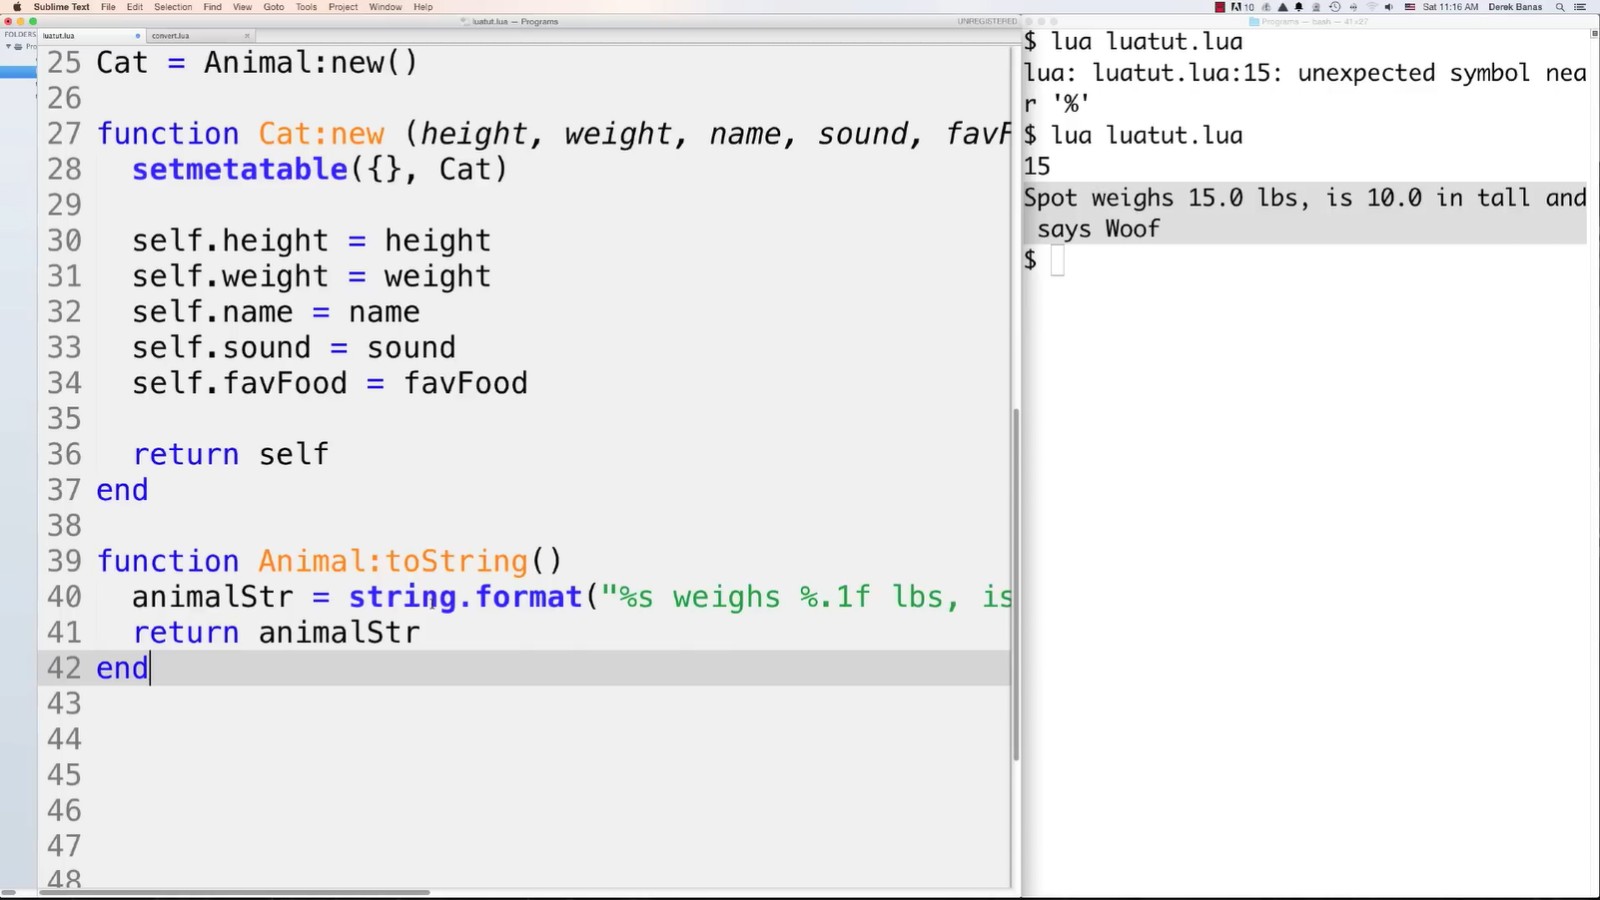 Sublime Text File Edit Selection Find View Goto Tools Project Window Help
10 Sat 11:16 AM Derek Banas
luatut.lua — Programs
UNREGISTERED
Programs — bash — 41×27
FOLDERS
luatut.lua
convert.lua
25 Cat = Animal:new()
26
27 function Cat:new (height, weight, name, sound, favF
28 setmetatable({}, Cat)
29
30 self.height = height
31 self.weight = weight
32 self.name = name
33 self.sound = sound
34 self.favFood = favFood
35
36 return self
37 end
38
39 function Animal:toString()
40 animalStr = string.format("%s weighs %.1f lbs, is
41 return animalStr
42 end
43
44
45
46
47
48
$ lua luatut.lua
lua: luatut.lua:15: unexpected symbol nea
r '%'
$ lua luatut.lua
15
Spot weighs 15.0 lbs, is 10.0 in tall and
says Woof
$